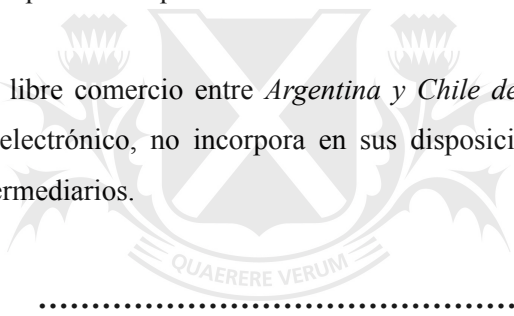 libre comercio entre Argentina y Chile de
electrónico, no incorpora en sus disposici
ermediarios.
QUAERERE VERUM
................................................